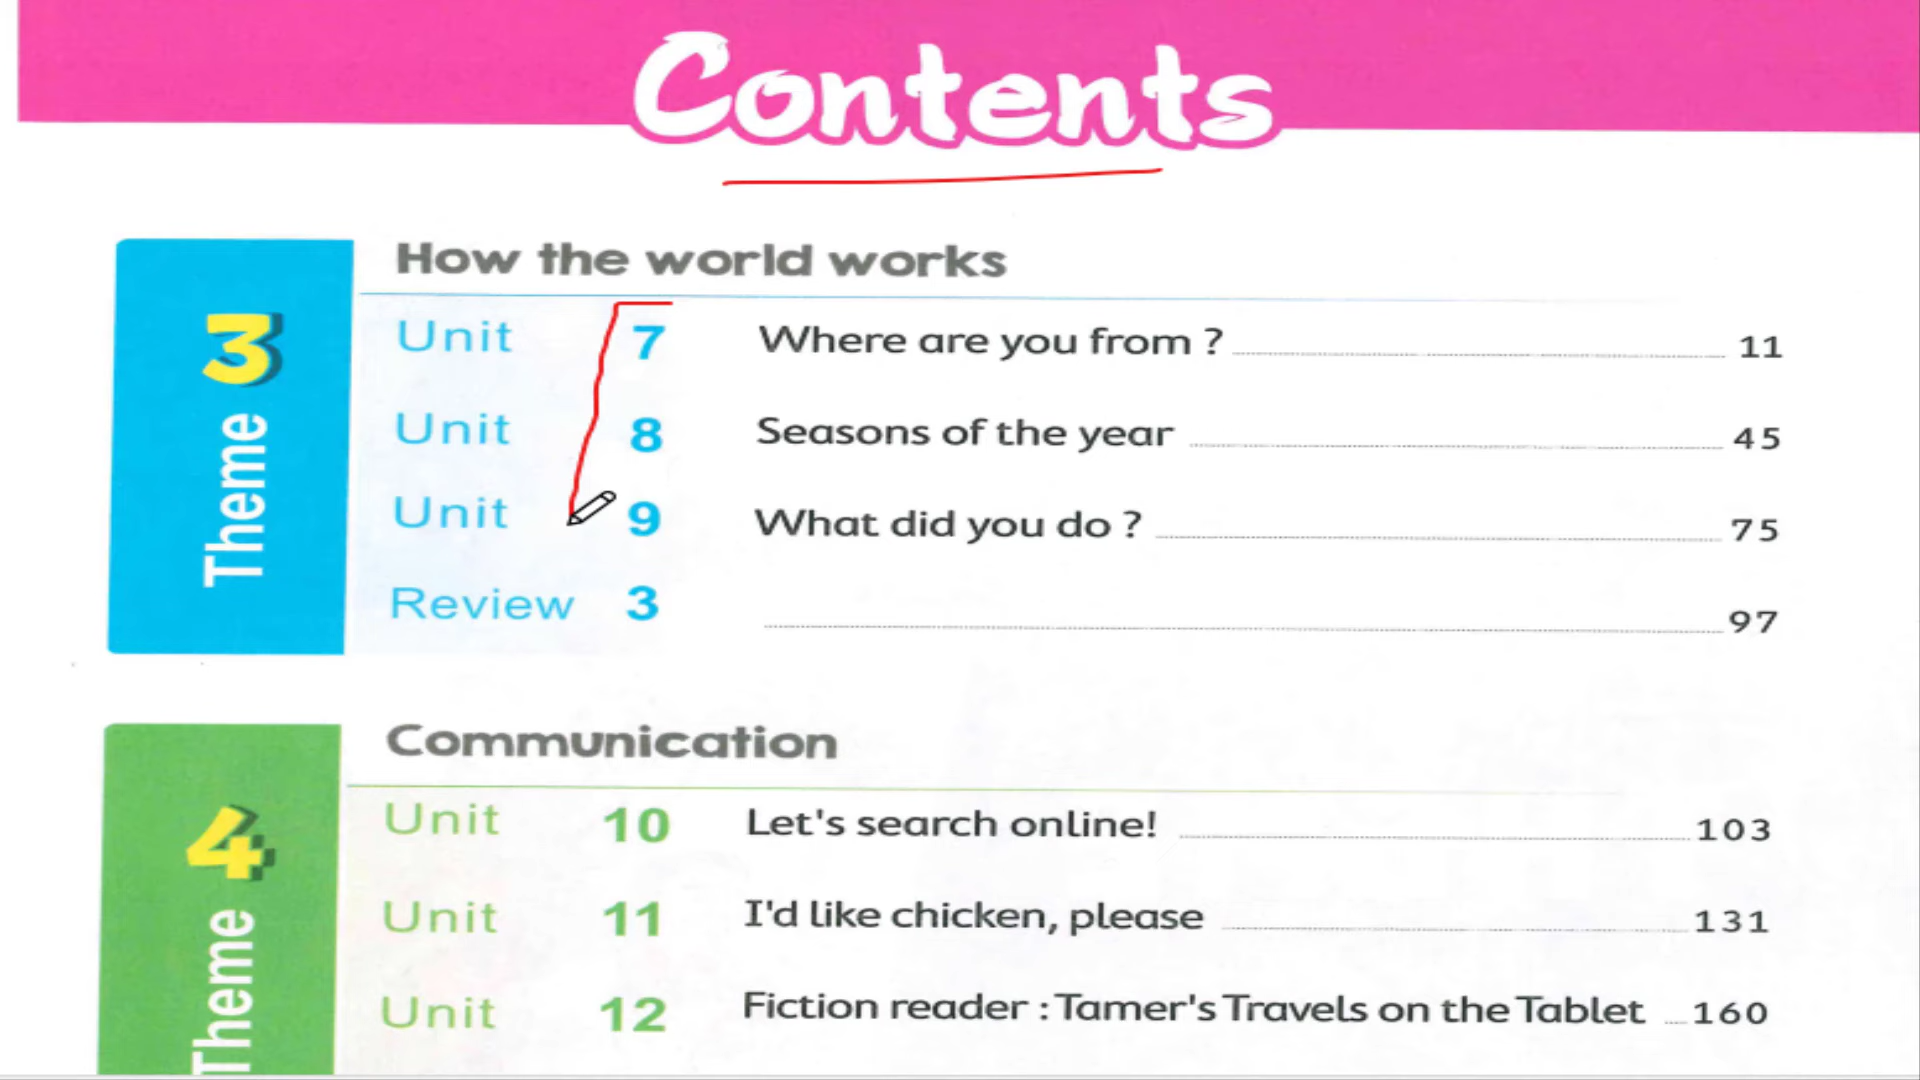 Contents
How the world works
Theme 3
Unit 7 Where are you from ? 11
Unit 8 Seasons of the year 45
Unit 9 What did you do ? 75
Review 3 97
Communication
Theme 4
Unit 10 Let's search online! 103
Unit 11 I'd like chicken, please 131
Unit 12 Fiction reader : Tamer's Travels on the Tablet 160